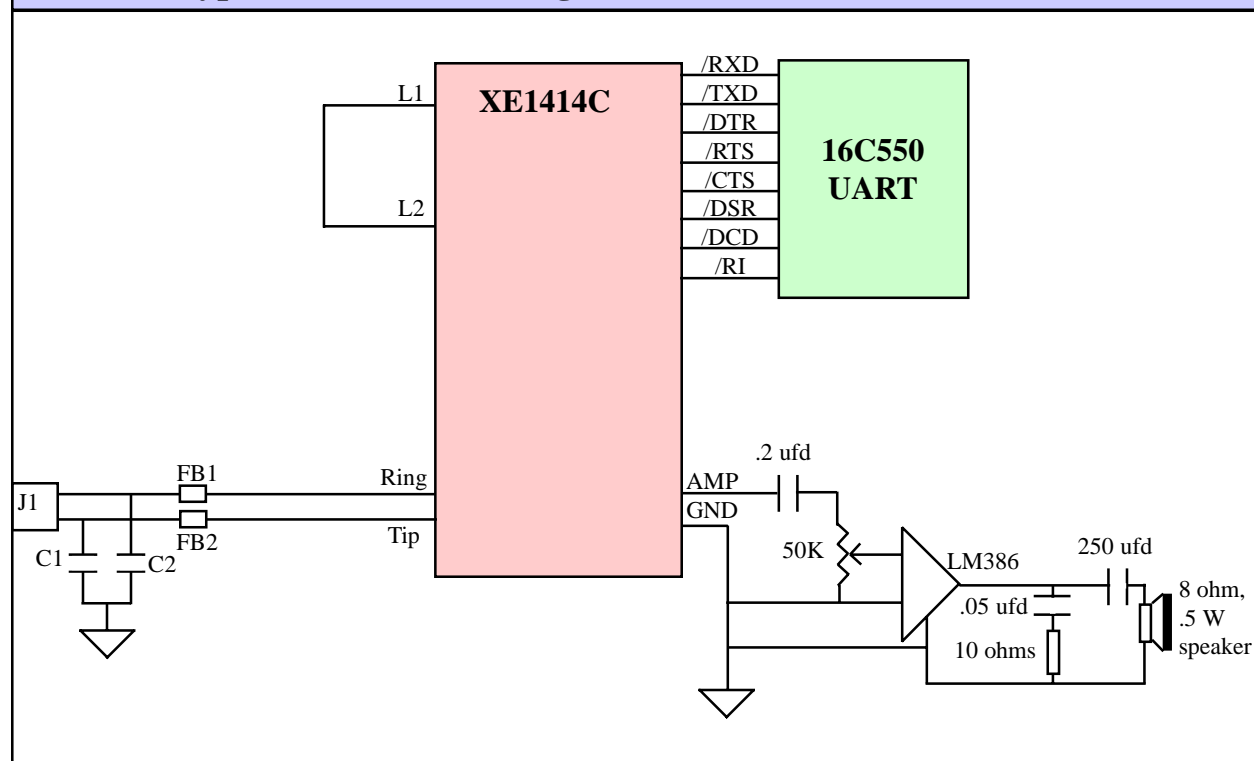 XE1414C
L1
L2
/RXD
/TXD
/DTR
/RTS
/CTS
/DSR
/DCD
/RI
16C550
UART
J1
FB1
FB2
C1
C2
Ring
Tip
AMP
GND
.2 ufd
50K
LM386
.05 ufd
10 ohms
250 ufd
8 ohm,
.5 W
speaker